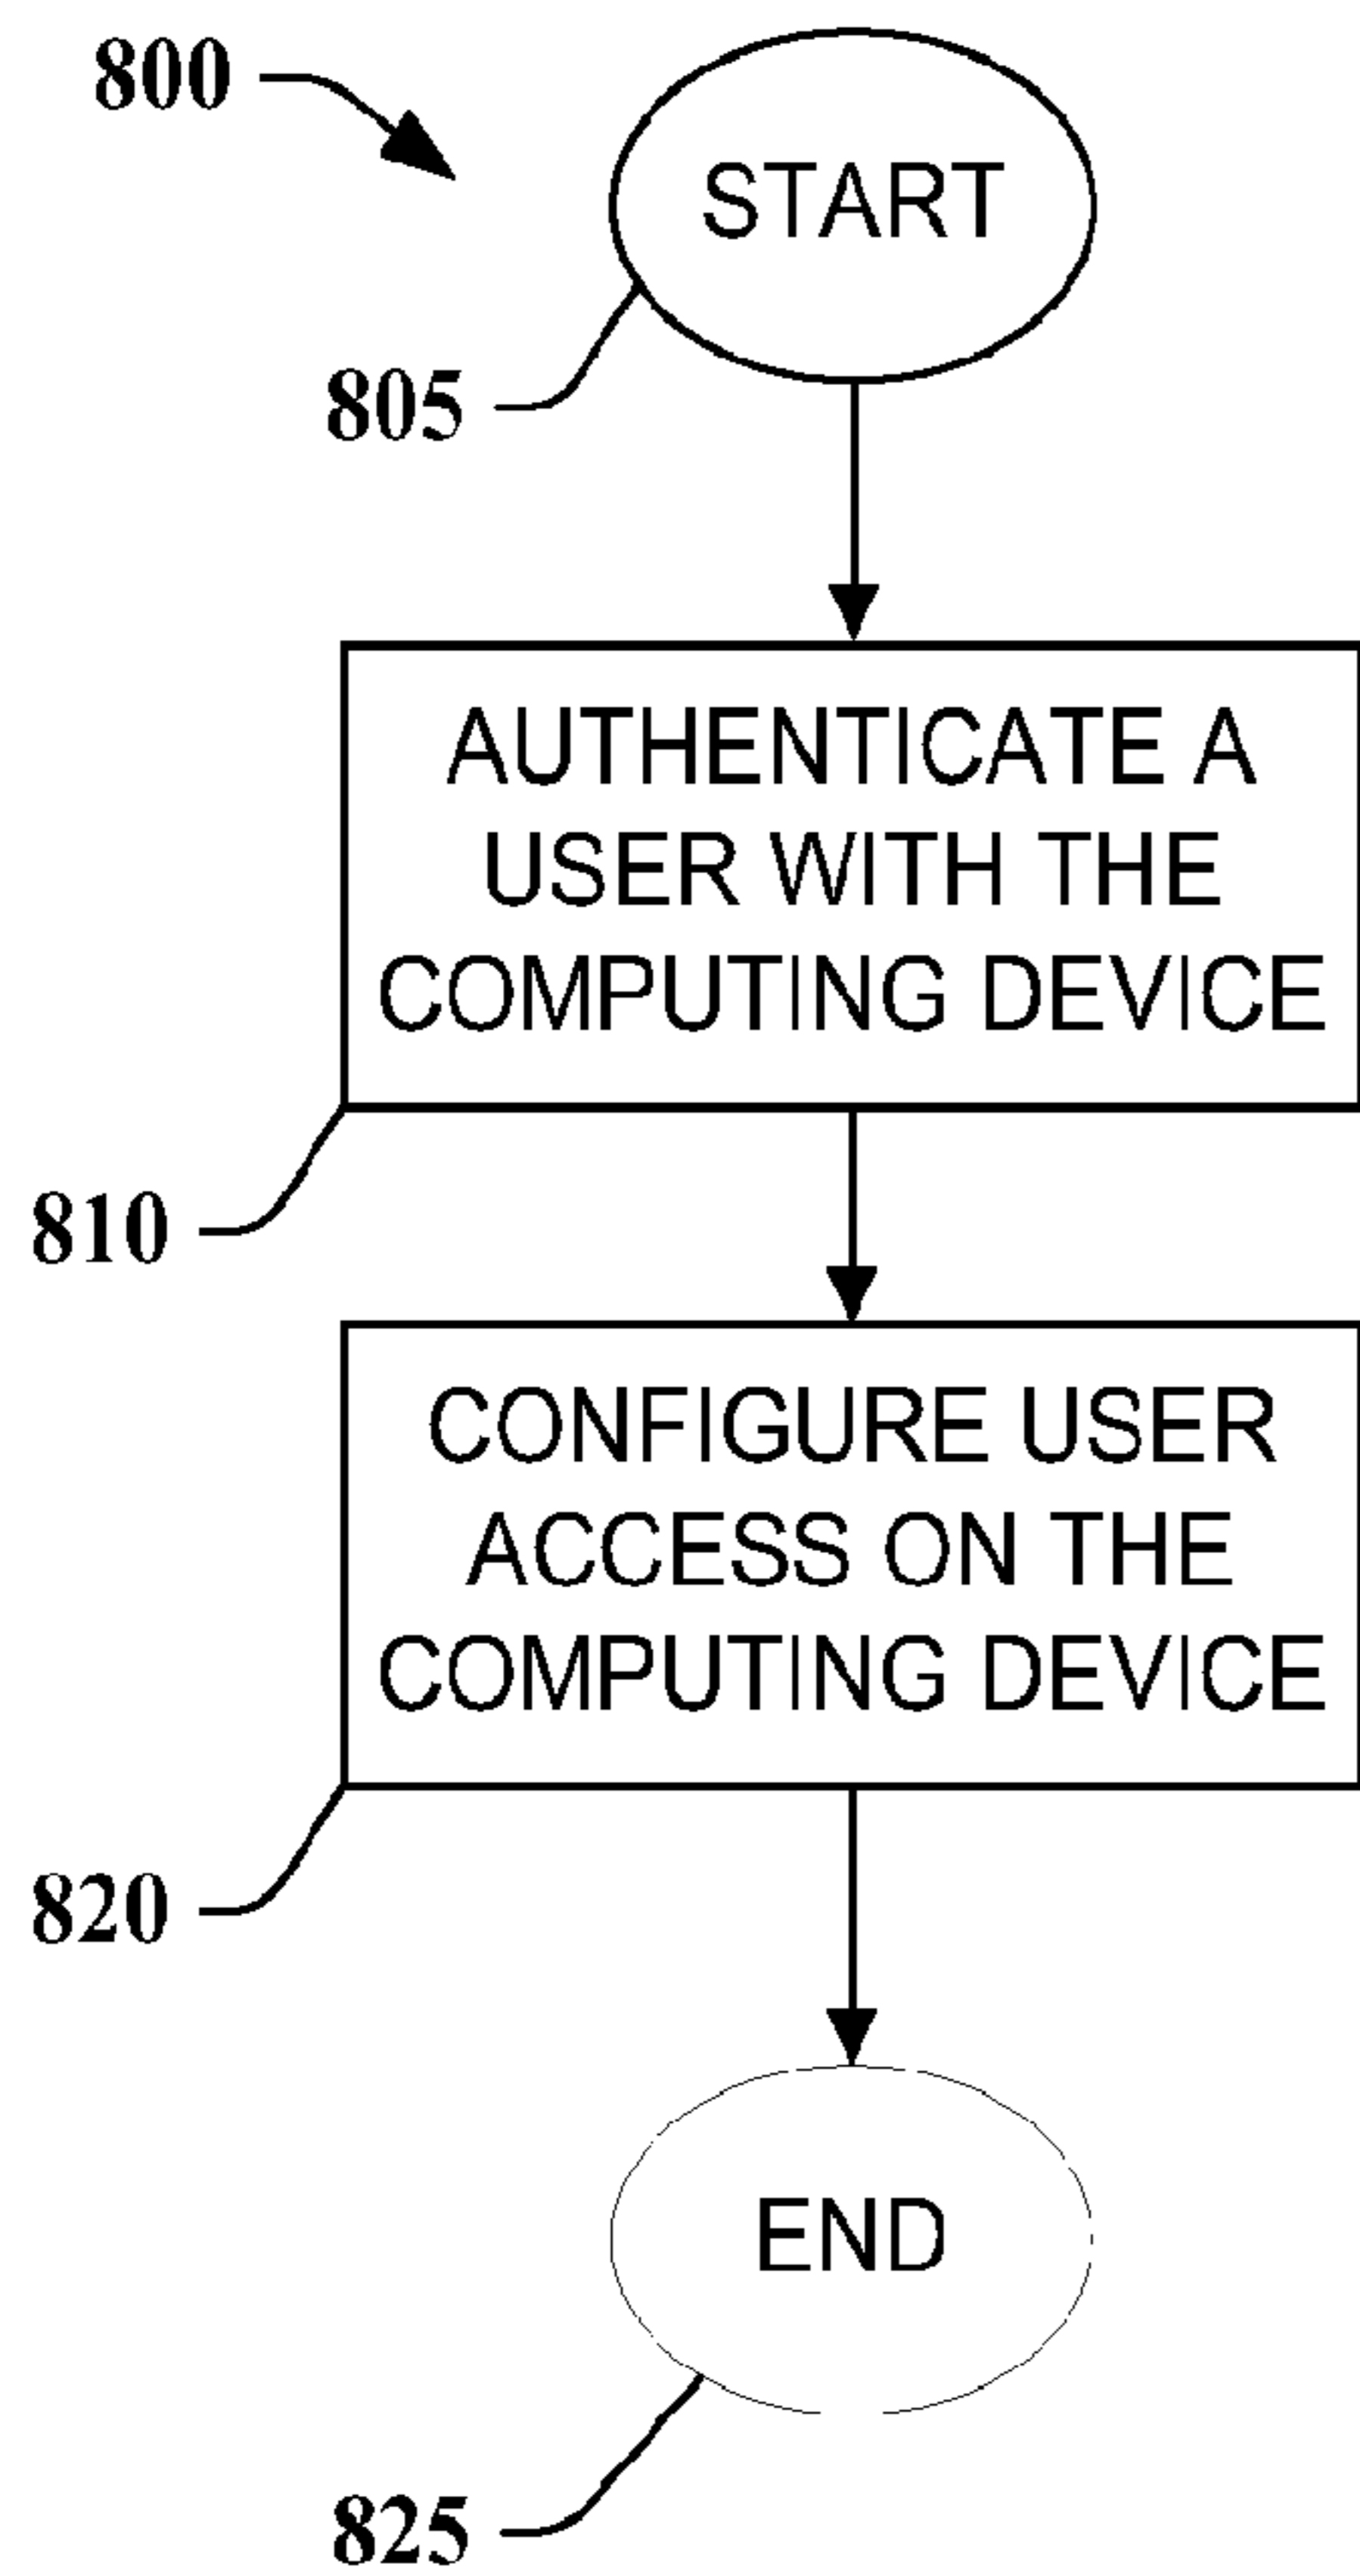 800
START
805
AUTHENTICATE A
USER WITH THE
COMPUTING DEVICE
810
CONFIGURE USER
ACCESS ON THE
COMPUTING DEVICE
820
END
825